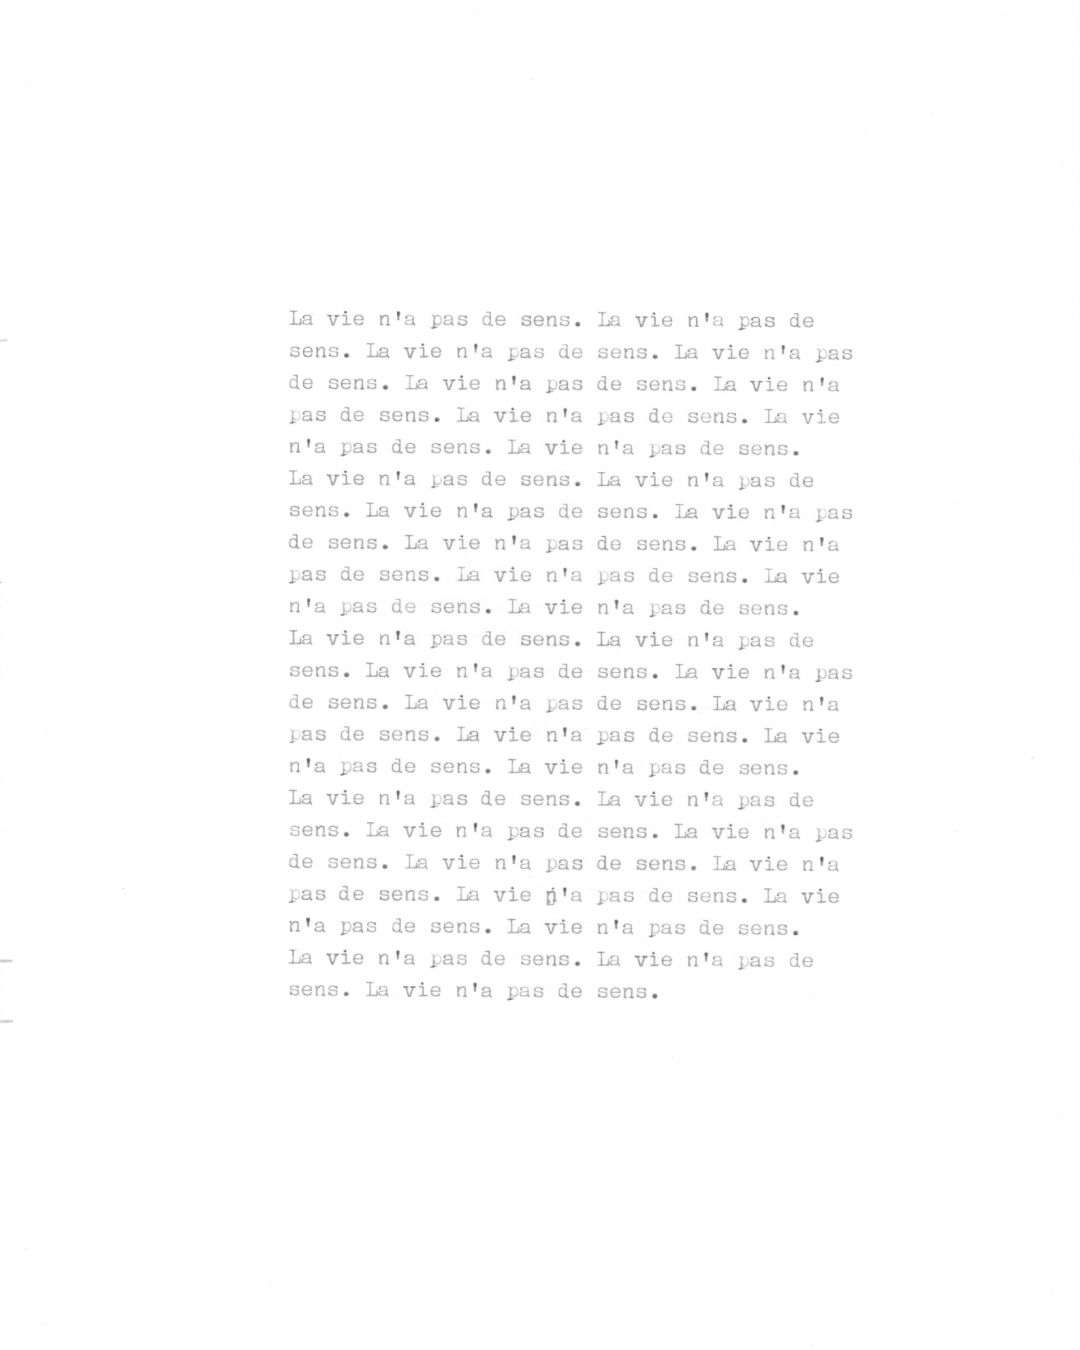 La vie n'a pas de sens. La vie n'a pas de
sens. La vie n'a pas de sens. La vie n'a pas
de sens. La vie n'a pas de sens. La vie n'a
pas de sens. La vie n'a pas de sens. La vie
n'a pas de sens. La vie n'a pas de sens.
La vie n'a pas de sens. La vie n'a pas de
sens. La vie n'a pas de sens. La vie n'a pas
de sens. La vie n'a pas de sens. La vie n'a
pas de sens. La vie n'a pas de sens. La vie
n'a pas de sens. La vie n'a pas de sens.
La vie n'a pas de sens. La vie n'a pas de
sens. La vie n'a pas de sens. La vie n'a pas
de sens. La vie n'a pas de sens. La vie n'a
pas de sens. La vie n'a pas de sens. La vie
n'a pas de sens. La vie n'a pas de sens.
La vie n'a pas de sens. La vie n'a pas de
sens. La vie n'a pas de sens. La vie n'a pas
de sens. La vie n'a pas de sens. La vie n'a
pas de sens. La vie n'a pas de sens. La vie
n'a pas de sens. La vie n'a pas de sens.
La vie n'a pas de sens. La vie n'a pas de
sens. La vie n'a pas de sens.